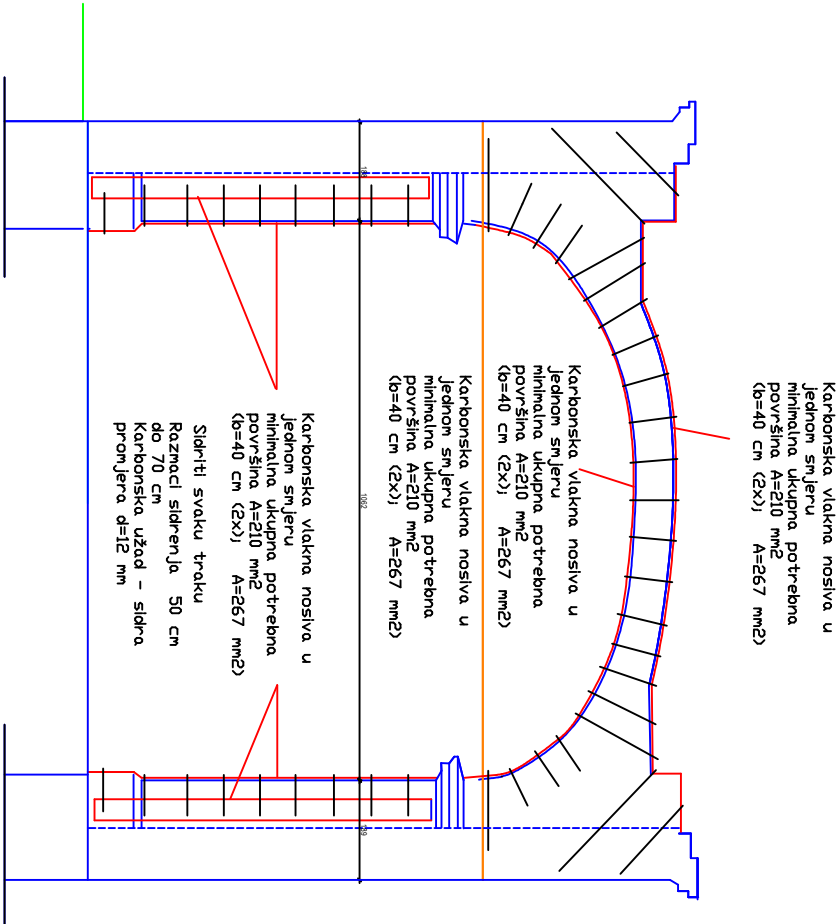 Karbonska vlakna nosiva u
jednom smjeru
minimalna ukupna potrebna
površina A=210 mm2
(b=40 cm (2x); A=267 mm2)
Karbonska vlakna nosiva u
jednom smjeru
minimalna ukupna potrebna
površina A=210 mm2
(b=40 cm (2x); A=267 mm2)
Karbonska vlakna nosiva u
jednom smjeru
minimalna ukupna potrebna
površina A=210 mm2
(b=40 cm (2x); A=267 mm2)
1062
Karbonska vlakna nosiva u
jednom smjeru
minimalna ukupna potrebna
površina A=210 mm2
(b=40 cm (2x); A=267 mm2)
Sidriti svaku traku
Razmaci sidrenja 50 cm
do 70 cm
Karbonska užad - sidra
promjera d=12 mm